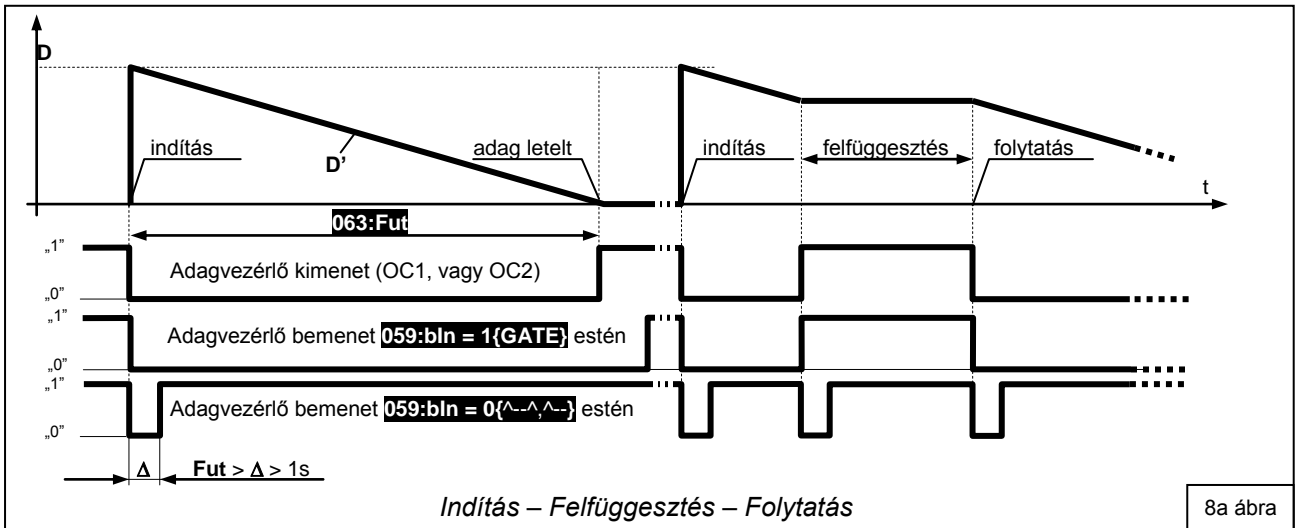 D
indítás
D'
adag letelt
indítás
felfüggesztés
folytatás
t
063:Fut
„1”
Adagvezérlő kimenet (OC1, vagy OC2)
„0”
„1”
Adagvezérlő bemenet 059:bIn = 1{GATE} estén
„0”
„1”
Adagvezérlő bemenet 059:bIn = 0{^--^,^--} estén
„0”
Δ Fut > Δ > 1s
Indítás – Felfüggesztés – Folytatás
8a ábra